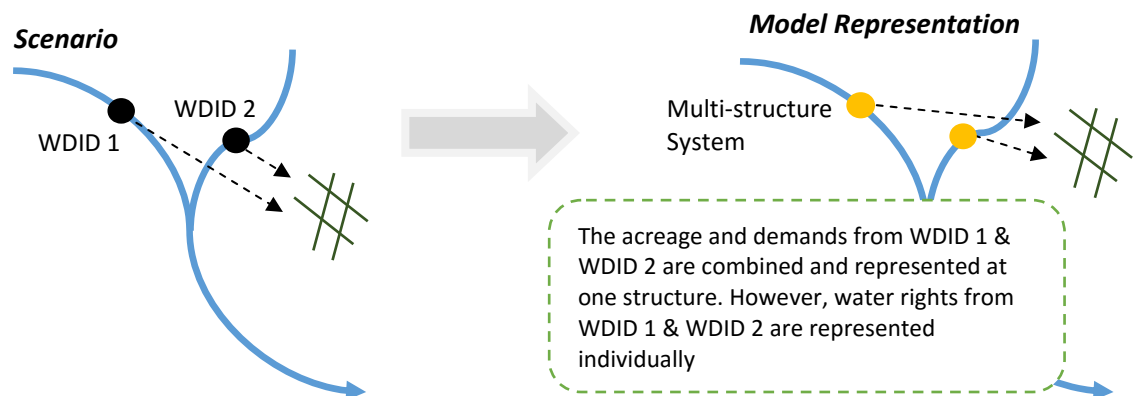 Scenario
WDID 1
WDID 2
Model Representation
Multi-structure
System
The acreage and demands from WDID 1 &
WDID 2 are combined and represented at
one structure. However, water rights from
WDID 1 & WDID 2 are represented
individually